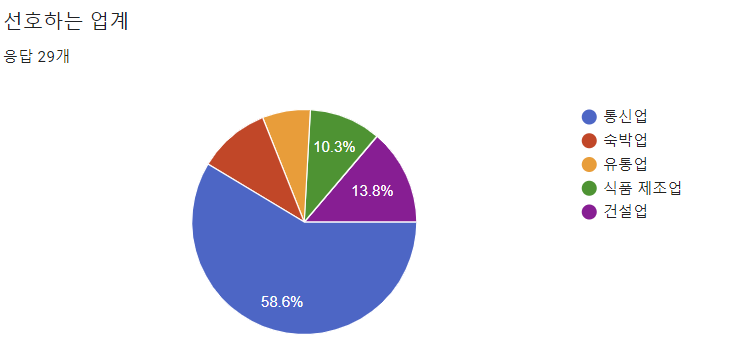 선호하는 업계
응답 29개
통신업
숙박업
유통업
식품 제조업
건설업
10.3%
13.8%
58.6%